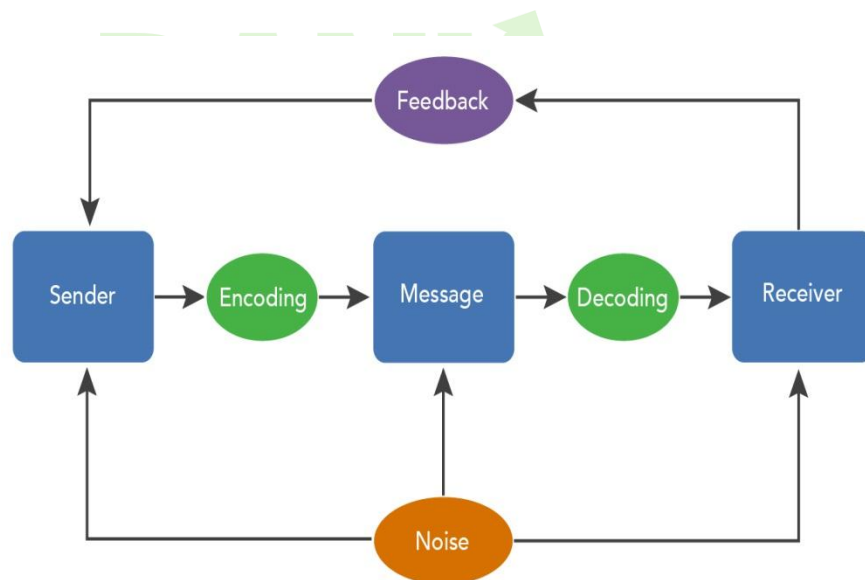 Feedback
Sender
Encoding
Message
Decoding
Receiver
Noise